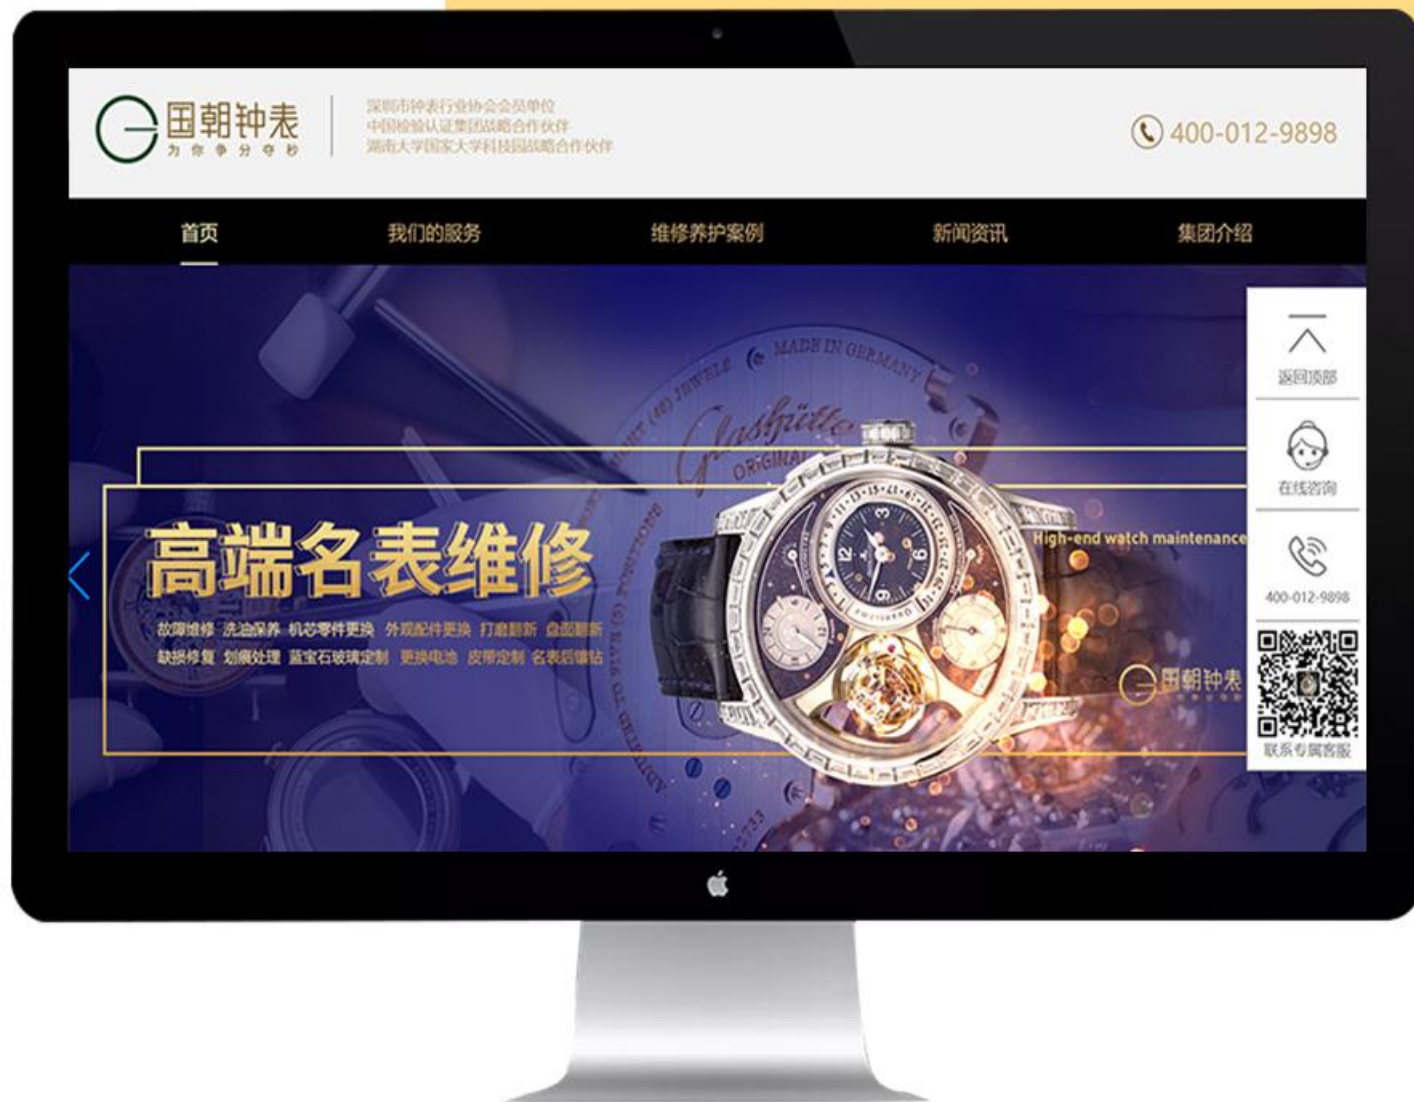 国朝钟表
为你争分夺秒
深圳市钟表行业协会会员单位
中国检验认证集团战略合作伙伴
湖南大学国家大学科技园战略合作伙伴
400-012-9898
首页 我们的服务 维修养护案例 新闻资讯 集团介绍
MADE IN GERMANY
Glashütte
ORIGINAL
高端名表维修
故障维修 洗油保养 机芯零件更换 外观配件更换 打磨翻新 盘面翻新
缺损修复 划痕处理 蓝宝石玻璃定制 更换电池 皮带定制 名表后镶钻
High-end watch maintenance
国朝钟表
返回顶部
在线咨询
400-012-9898
联系专属客服